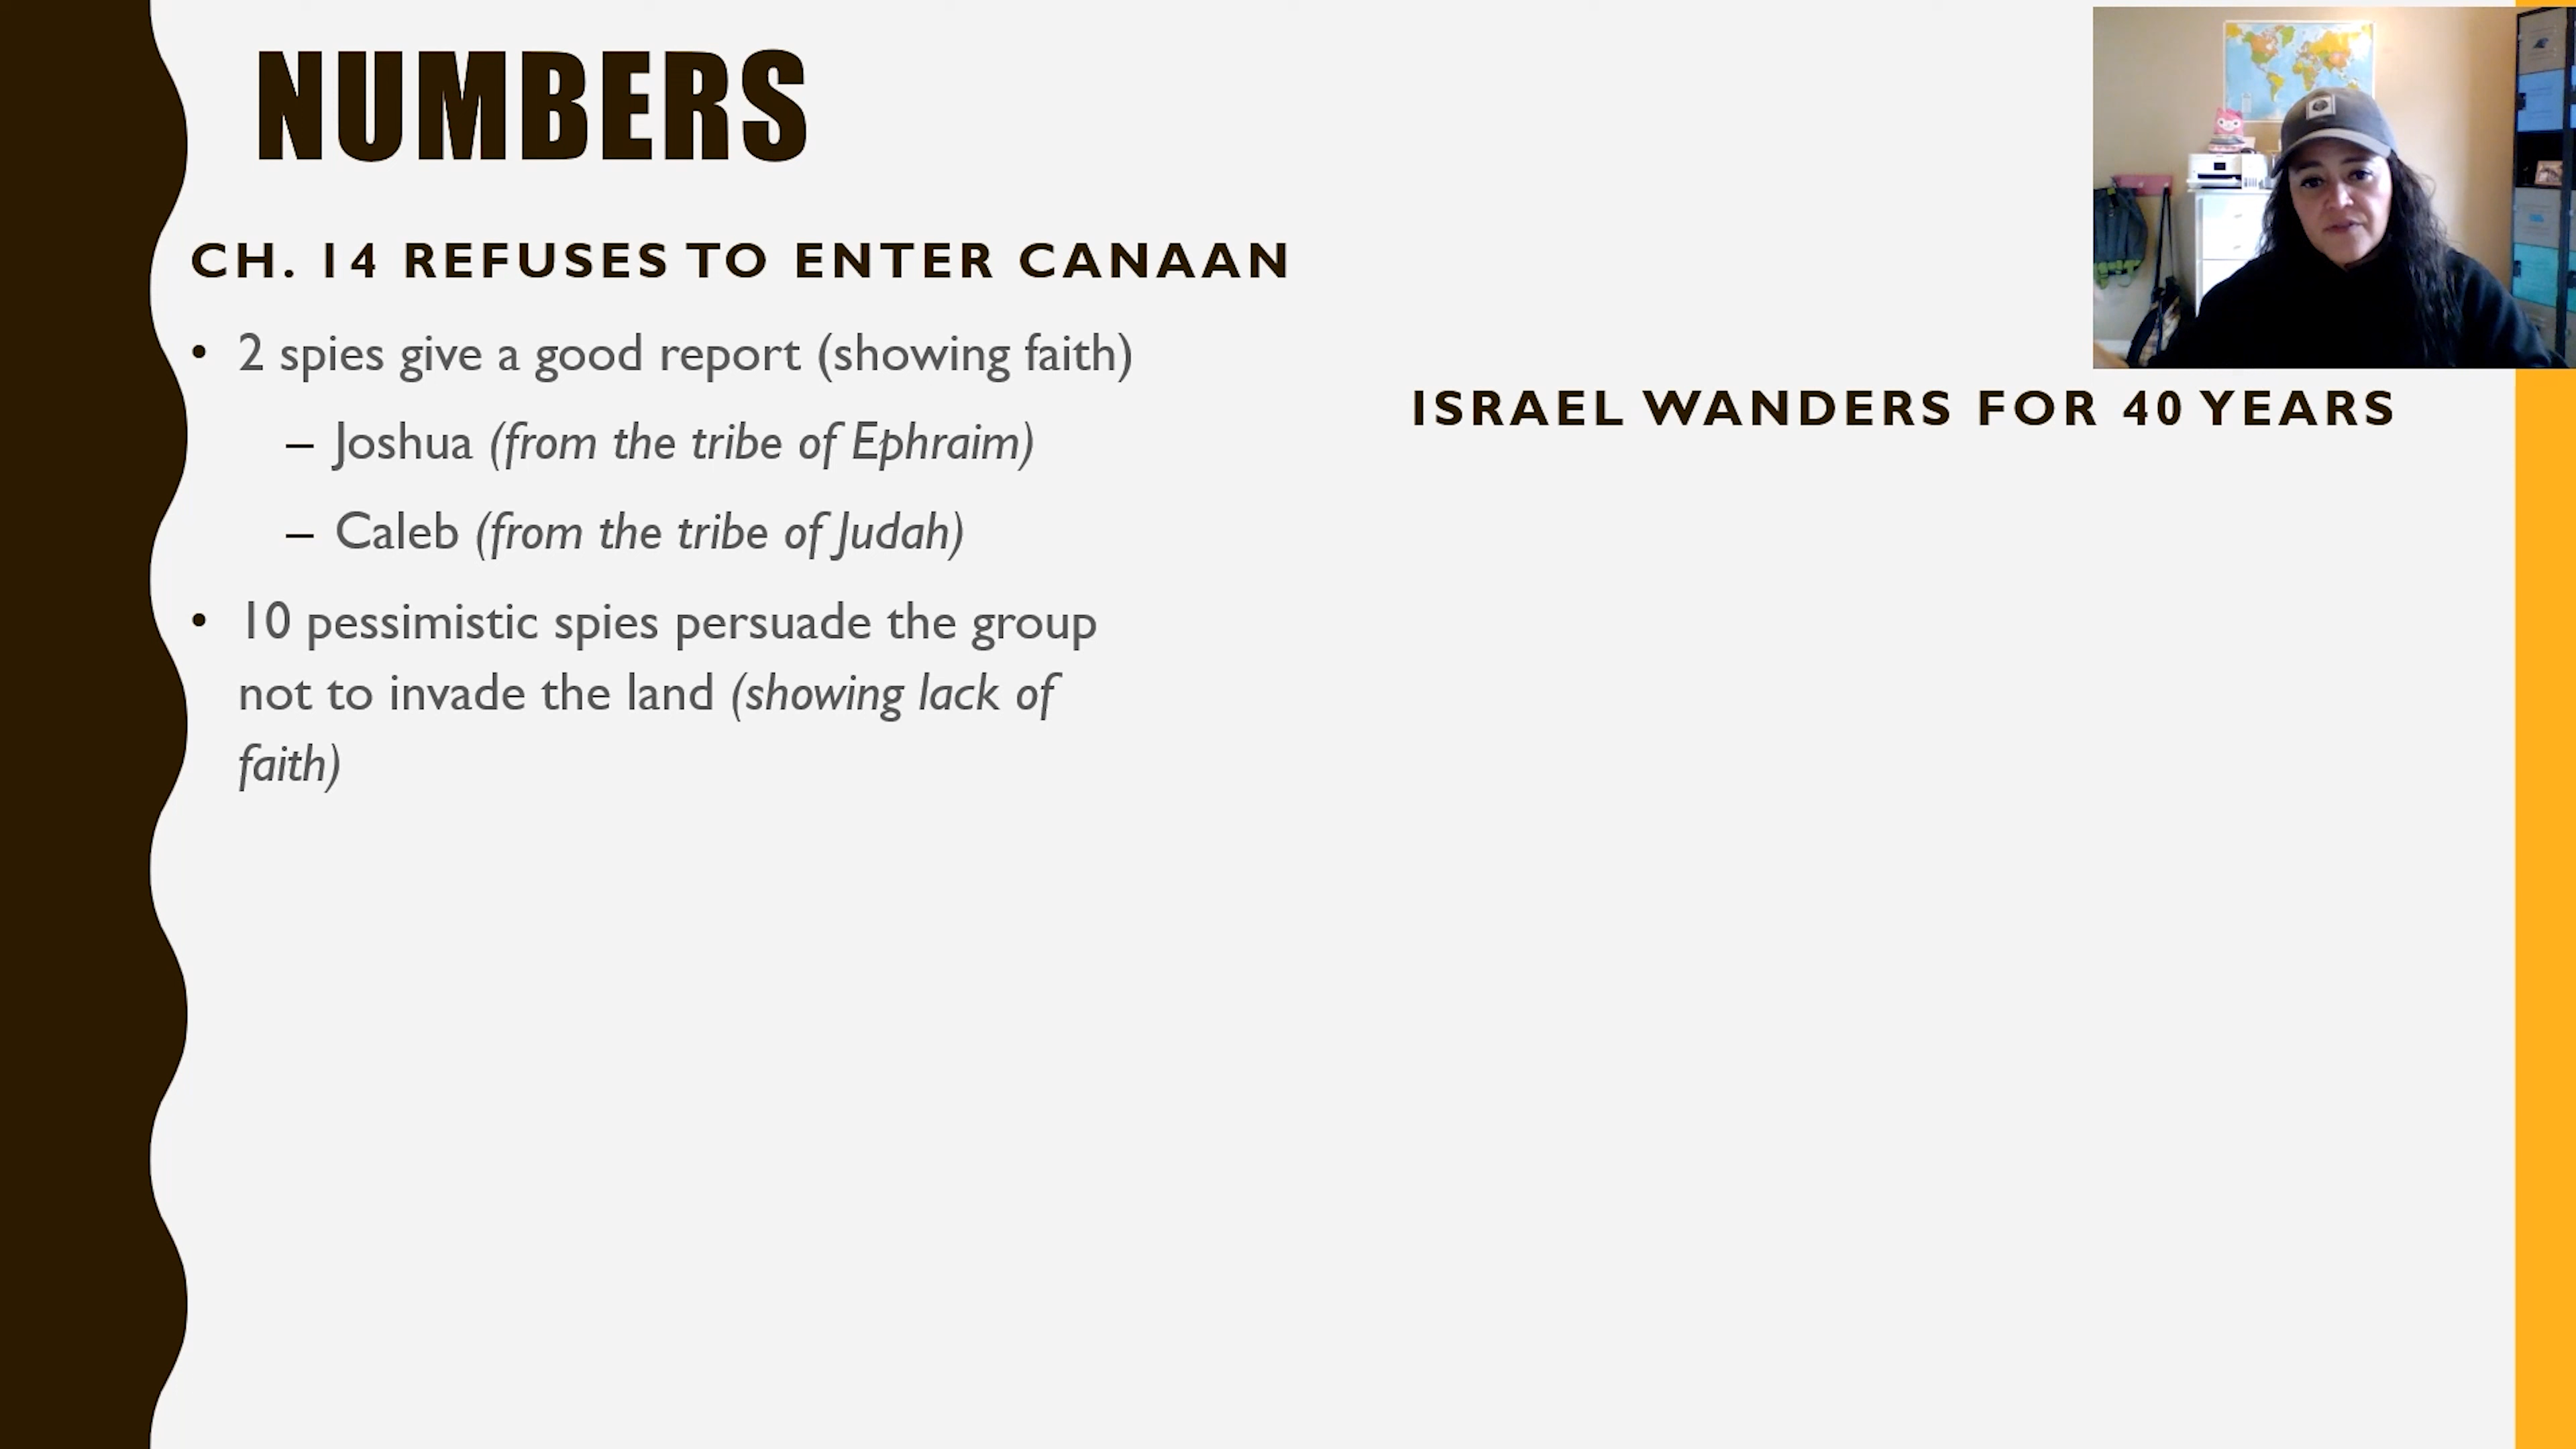 NUMBERS
CH. 14 REFUSES TO ENTER CANAAN
• 2 spies give a good report (showing faith)
– Joshua (from the tribe of Ephraim)
– Caleb (from the tribe of Judah)
• 10 pessimistic spies persuade the group
not to invade the land (showing lack of
faith)
ISRAEL WANDERS FOR 40 YEARS